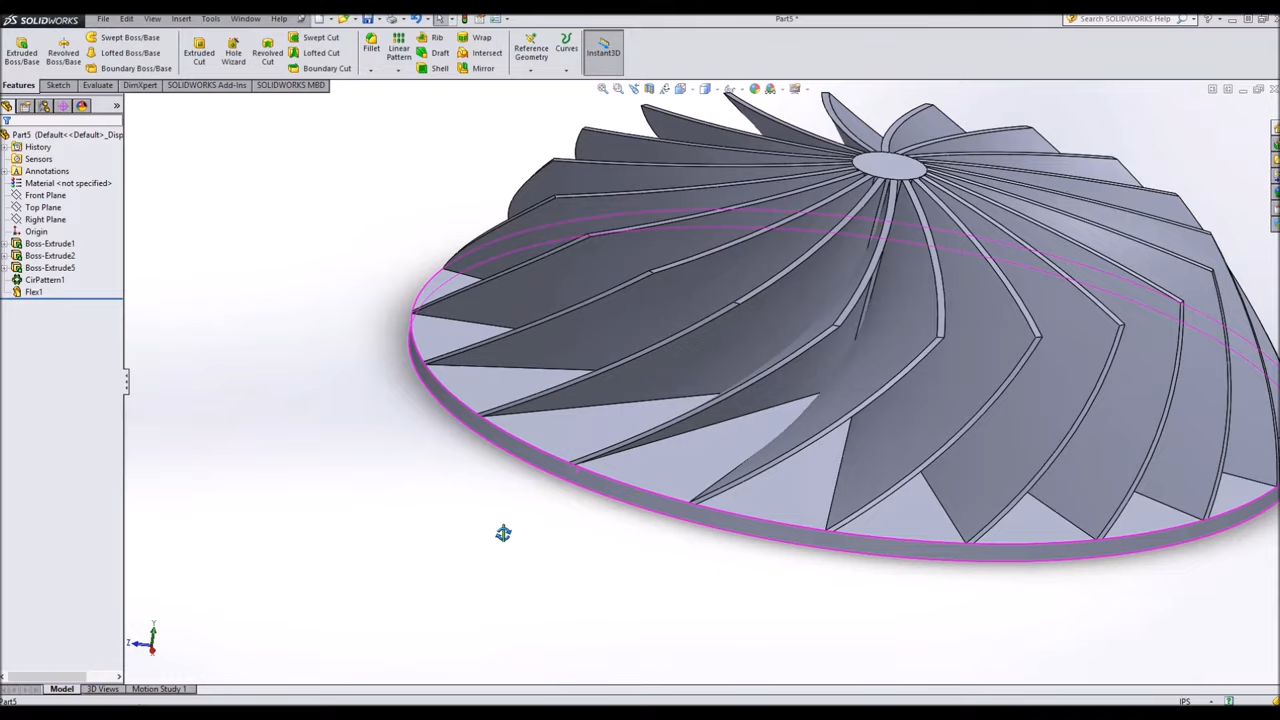 SOLIDWORKS File Edit View Insert Tools Window Help Part5 * Search SOLIDWORKS Help
Extruded Boss/Base
Revolved Boss/Base
Swept Boss/Base
Lofted Boss/Base
Boundary Boss/Base
Extruded Cut
Hole Wizard
Revolved Cut
Swept Cut
Lofted Cut
Boundary Cut
Fillet
Linear Pattern
Rib
Draft
Shell
Wrap
Intersect
Mirror
Reference Geometry
Curves
Instant3D
Features Sketch Evaluate DimXpert SOLIDWORKS Add-Ins SOLIDWORKS MBD
Part5 (Default<<Default>_Disp
History
Sensors
Annotations
Material <not specified>
Front Plane
Top Plane
Right Plane
Origin
Boss-Extrude1
Boss-Extrude2
Boss-Extrude5
CirPattern1
Flex1
Y
Z
Model 3D Views Motion Study 1
Part5 IPS